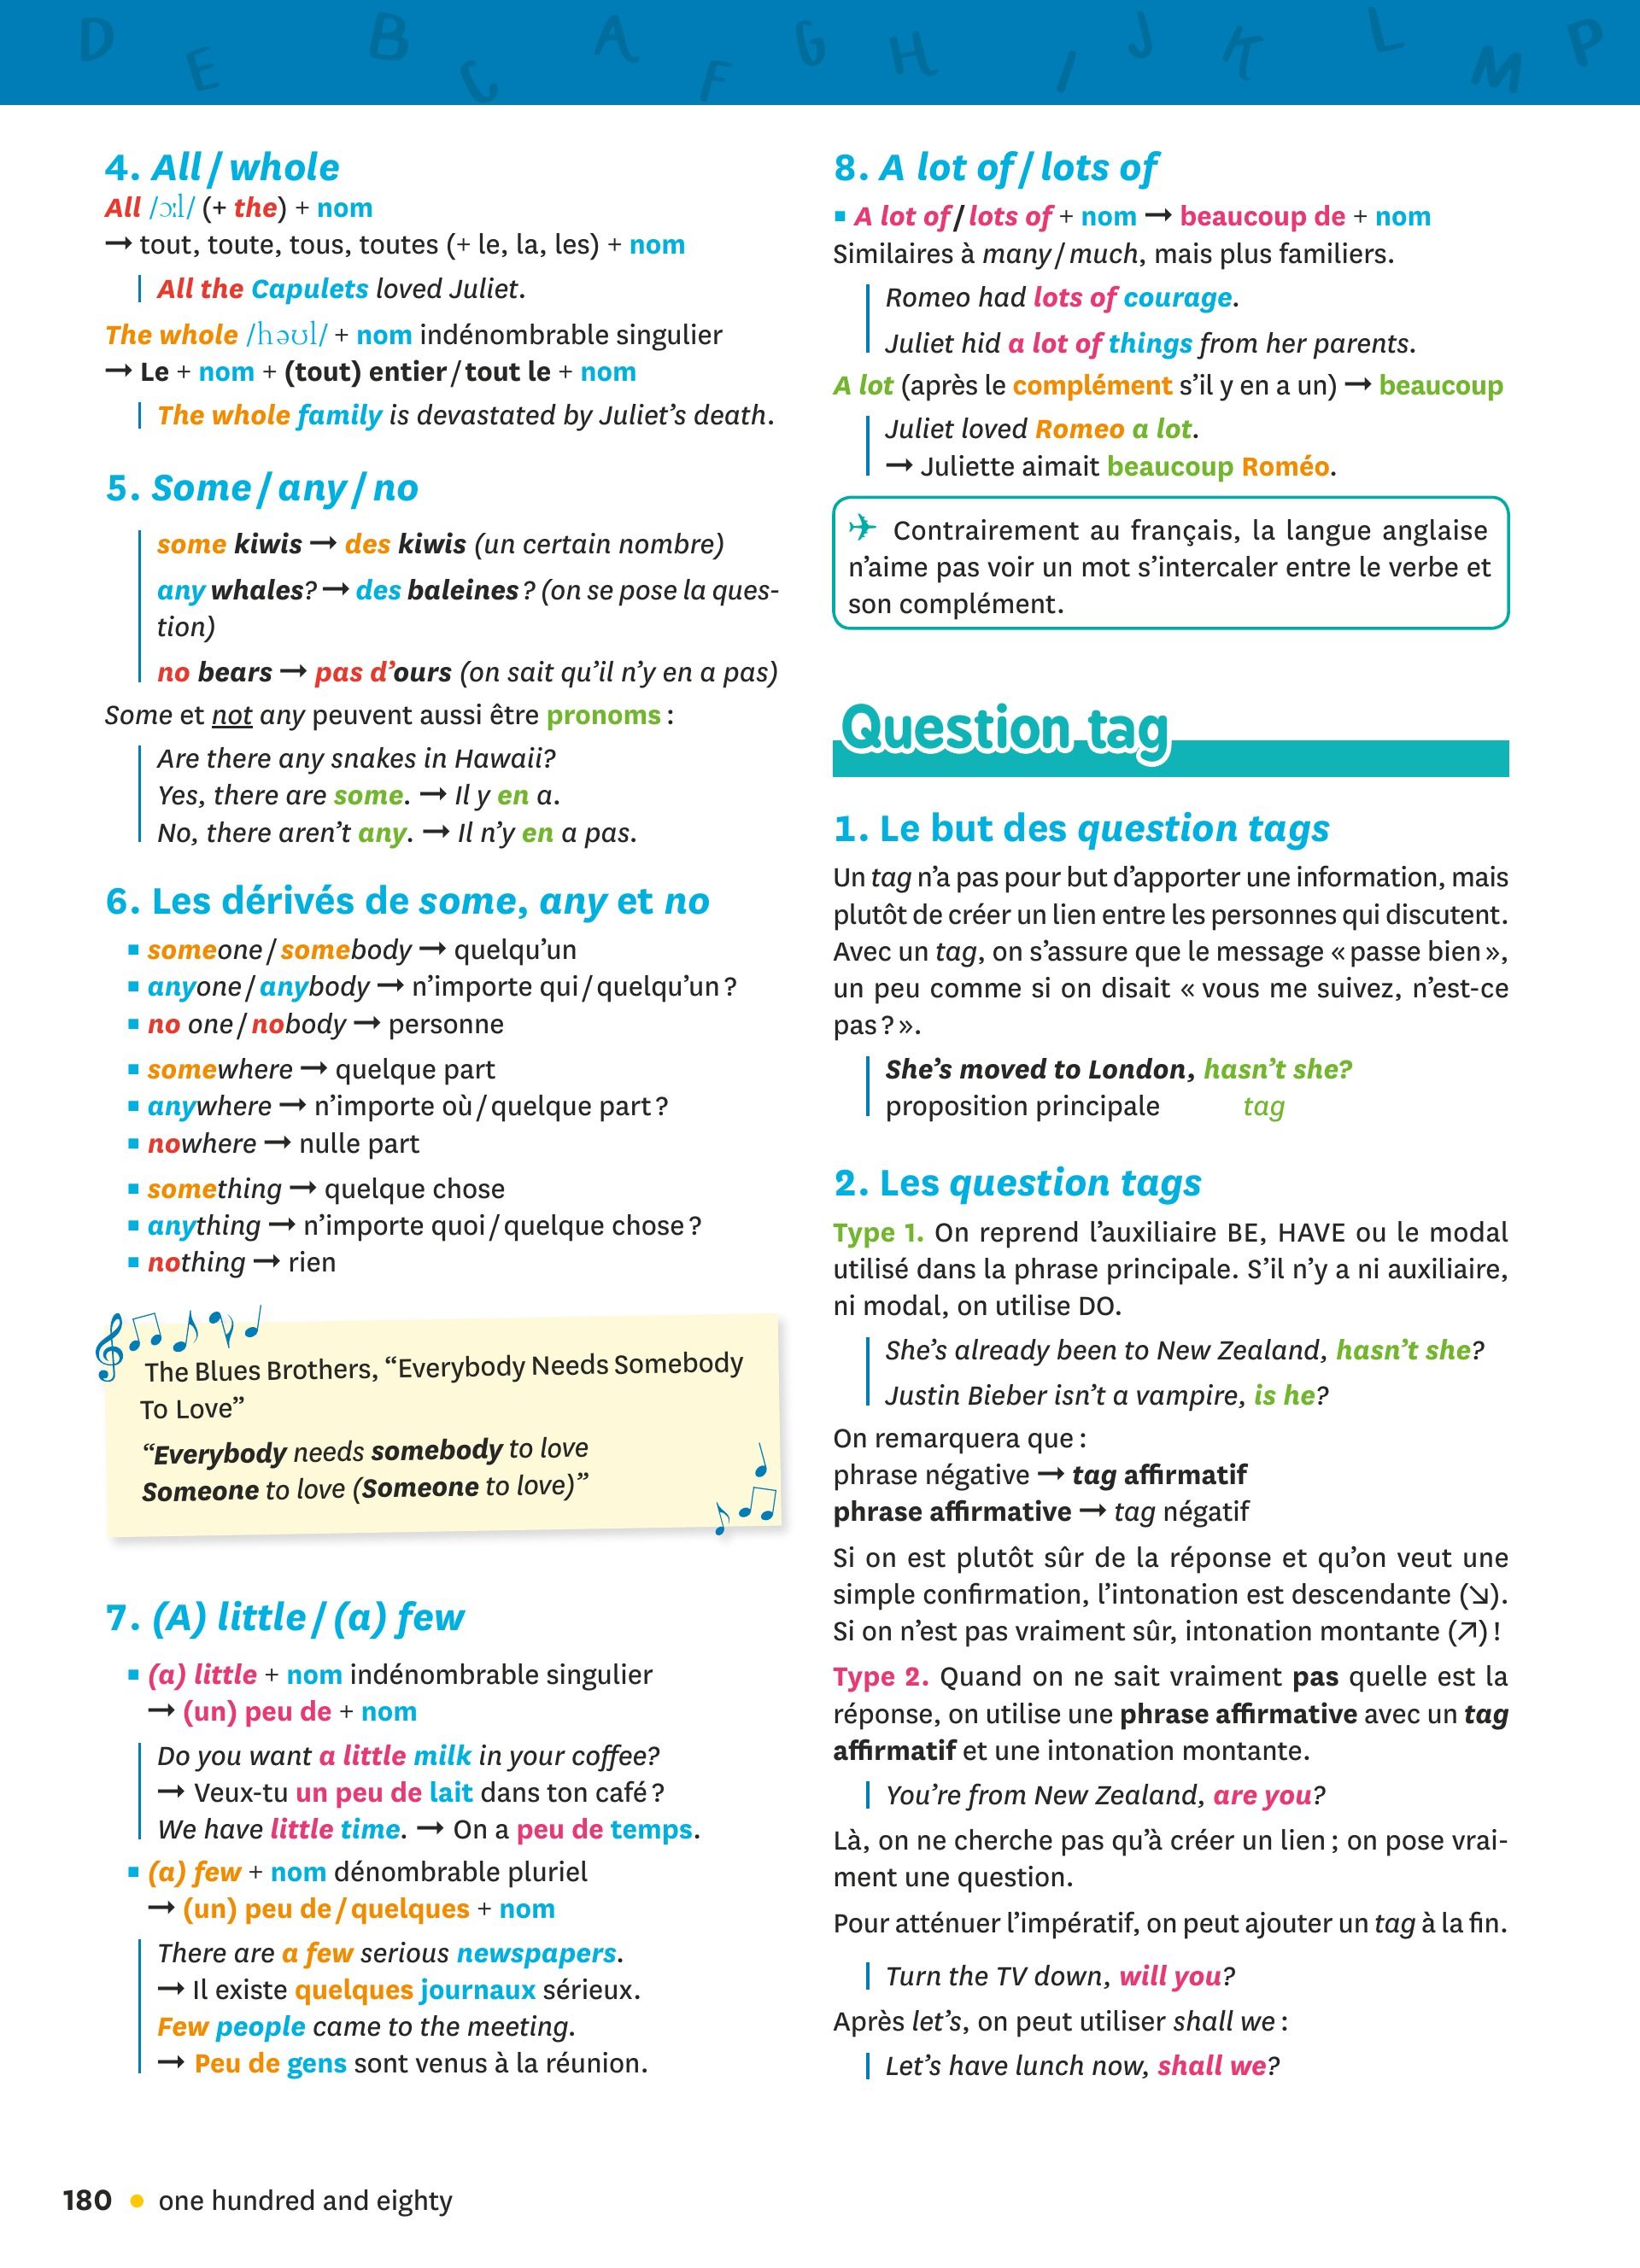 D E B C A F G H I J K L M P
4. All / whole
All /ɔːl/ (+ the) + nom
→ tout, toute, tous, toutes (+ le, la, les) + nom
All the Capulets loved Juliet.
The whole /həʊl/ + nom indénombrable singulier
→ Le + nom + (tout) entier / tout le + nom
The whole family is devastated by Juliet’s death.
5. Some / any / no
some kiwis → des kiwis (un certain nombre)
any whales? → des baleines ? (on se pose la ques-
tion)
no bears → pas d’ours (on sait qu’il n’y en a pas)
Some et not any peuvent aussi être pronoms :
Are there any snakes in Hawaii?
Yes, there are some. → Il y en a.
No, there aren’t any. → Il n’y en a pas.
6. Les dérivés de some, any et no
▪ someone / somebody → quelqu’un
▪ anyone / anybody → n’importe qui / quelqu’un ?
▪ no one / nobody → personne
▪ somewhere → quelque part
▪ anywhere → n’importe où / quelque part ?
▪ nowhere → nulle part
▪ something → quelque chose
▪ anything → n’importe quoi / quelque chose ?
▪ nothing → rien
The Blues Brothers, “Everybody Needs Somebody
To Love”
“Everybody needs somebody to love
Someone to love (Someone to love)”
7. (A) little / (a) few
▪ (a) little + nom indénombrable singulier
→ (un) peu de + nom
Do you want a little milk in your coffee?
→ Veux-tu un peu de lait dans ton café ?
We have little time. → On a peu de temps.
▪ (a) few + nom dénombrable pluriel
→ (un) peu de / quelques + nom
There are a few serious newspapers.
→ Il existe quelques journaux sérieux.
Few people came to the meeting.
→ Peu de gens sont venus à la réunion.
8. A lot of / lots of
▪ A lot of / lots of + nom → beaucoup de + nom
Similaires à many / much, mais plus familiers.
Romeo had lots of courage.
Juliet hid a lot of things from her parents.
A lot (après le complément s’il y en a un) → beaucoup
Juliet loved Romeo a lot.
→ Juliette aimait beaucoup Roméo.
✈ Contrairement au français, la langue anglaise
n’aime pas voir un mot s’intercaler entre le verbe et
son complément.
Question tag
1. Le but des question tags
Un tag n’a pas pour but d’apporter une information, mais
plutôt de créer un lien entre les personnes qui discutent.
Avec un tag, on s’assure que le message « passe bien »,
un peu comme si on disait « vous me suivez, n’est-ce
pas ? ».
She’s moved to London, hasn’t she?
proposition principale tag
2. Les question tags
Type 1. On reprend l’auxiliaire BE, HAVE ou le modal
utilisé dans la phrase principale. S’il n’y a ni auxiliaire,
ni modal, on utilise DO.
She’s already been to New Zealand, hasn’t she?
Justin Bieber isn’t a vampire, is he?
On remarquera que :
phrase négative → tag affirmatif
phrase affirmative → tag négatif
Si on est plutôt sûr de la réponse et qu’on veut une
simple confirmation, l’intonation est descendante (↘).
Si on n’est pas vraiment sûr, intonation montante (↗) !
Type 2. Quand on ne sait vraiment pas quelle est la
réponse, on utilise une phrase affirmative avec un tag
affirmatif et une intonation montante.
You’re from New Zealand, are you?
Là, on ne cherche pas qu’à créer un lien ; on pose vrai-
ment une question.
Pour atténuer l’impératif, on peut ajouter un tag à la fin.
Turn the TV down, will you?
Après let’s, on peut utiliser shall we :
Let’s have lunch now, shall we?
180 • one hundred and eighty